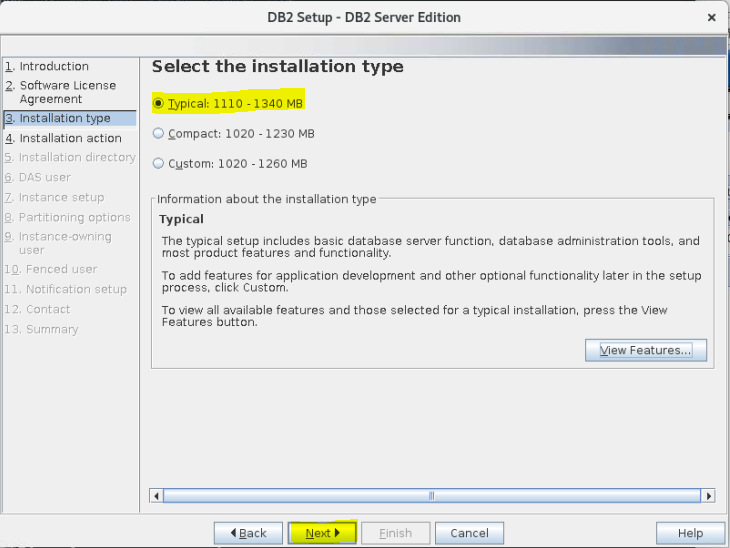 DB2 Setup - DB2 Server Edition
1. Introduction
2. Software License
Agreement
3. Installation type
4. Installation action
5. Installation directory
6. DAS user
7. Instance setup
8. Partitioning options
9. Instance-owning
user
10. Fenced user
11. Notification setup
12. Contact
13. Summary
Select the installation type
Typical: 1110 - 1340 MB
Compact: 1020 - 1230 MB
Custom: 1020 - 1260 MB
Information about the installation type
Typical
The typical setup includes basic database server function, database administration tools, and
most product features and functionality.
To add features for application development and other optional functionality later in the setup
process, click Custom.
To view all available features and those selected for a typical installation, press the View
Features button.
View Features...
Back
Next
Finish
Cancel
Help